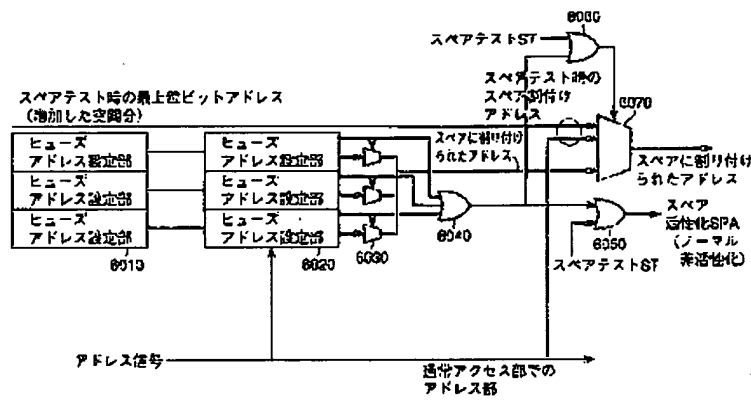 6060
スペアテストST
スペアテスト時の
スペア割付け
アドレス
6070
スペアテスト時の最上位ビットアドレス
(増加した空間分)
ヒューズ
アドレス設定部
ヒューズ
アドレス設定部
ヒューズ
アドレス設定部
6010
ヒューズ
アドレス設定部
ヒューズ
アドレス設定部
ヒューズ
アドレス設定部
6020
6030
スペアに割り付け
られたアドレス
6040
スペアに割り付け
られたアドレス
スペア
活性化SPA
(ノーマル
非活性化)
6050
スペアテストST
アドレス信号
通常アクセス部での
アドレス部